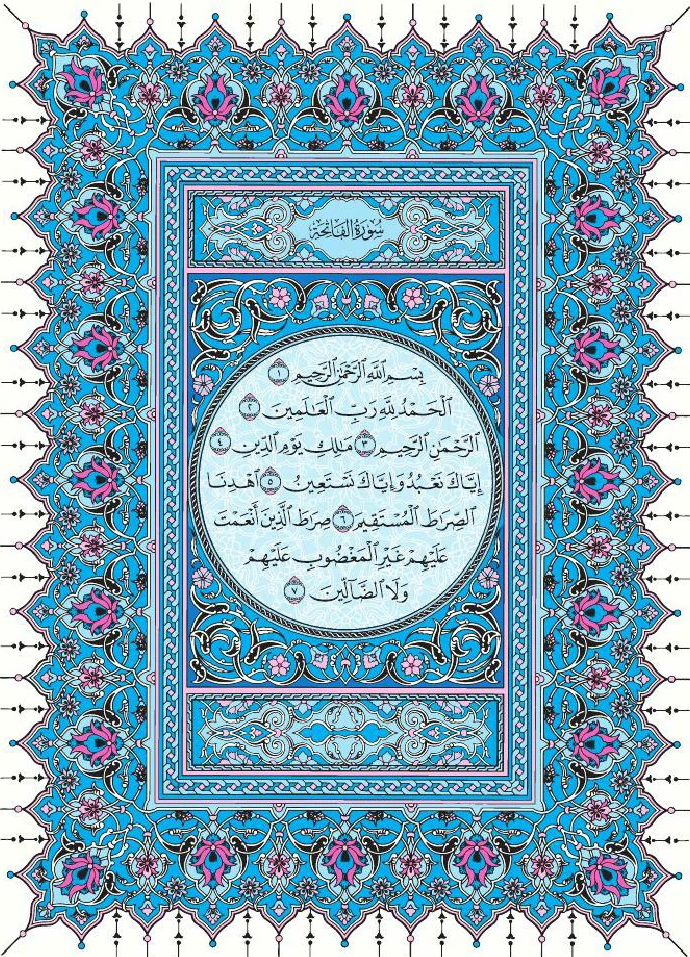 سُورَةُ الفَاتِحَةِ
بِسْمِ ٱللَّهِ ٱلرَّحْمَٰنِ ٱلرَّحِيمِ ١
ٱلْحَمْدُ لِلَّهِ رَبِّ ٱلْعَٰلَمِينَ ٢
ٱلرَّحْمَٰنِ ٱلرَّحِيمِ ٣ مَٰلِكِ يَوْمِ ٱلدِّينِ ٤
إِيَّاكَ نَعْبُدُ وَإِيَّاكَ نَسْتَعِينُ ٥ ٱهْدِنَا
ٱلصِّرَٰطَ ٱلْمُسْتَقِيمَ ٦ صِرَٰطَ ٱلَّذِينَ أَنْعَمْتَ
عَلَيْهِمْ غَيْرِ ٱلْمَغْضُوبِ عَلَيْهِمْ
وَلَا ٱلضَّآلِّينَ ٧